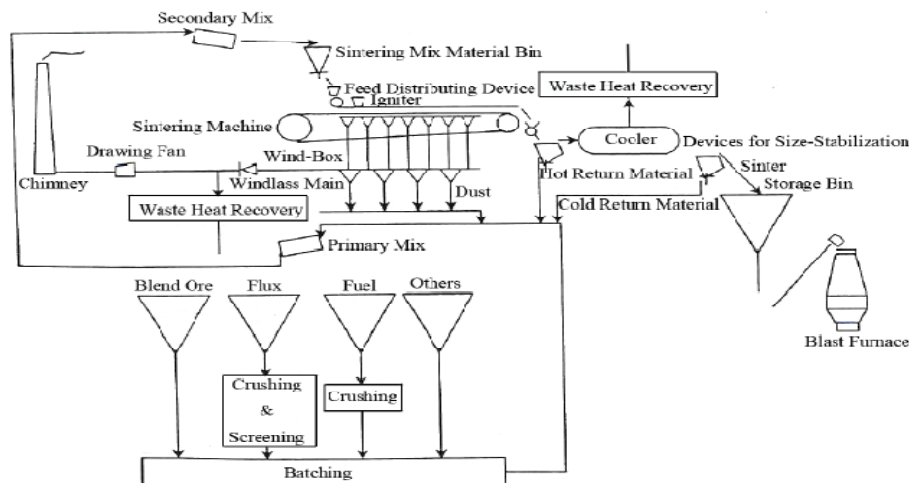 Secondary Mix
Sintering Mix Material Bin
Feed Distributing Device
Igniter
Waste Heat Recovery
Sintering Machine
Cooler
Devices for Size-Stabilization
Drawing Fan
Wind-Box
Chimney
Windlass Main
Hot Return Material
Sinter
Storage Bin
Dust
Waste Heat Recovery
Cold Return Material
Primary Mix
Blend Ore
Flux
Fuel
Others
Blast Furnace
Crushing
&
Screening
Crushing
Batching